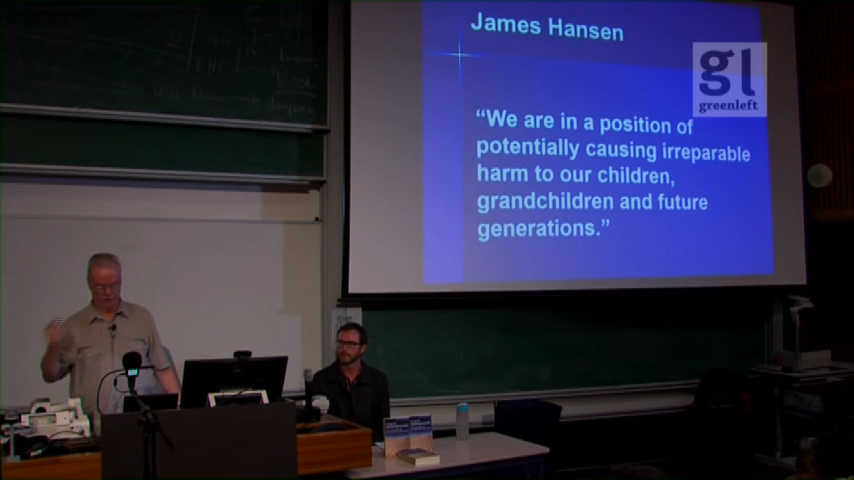 James Hansen
gl
greenleft
“We are in a position of
potentially causing irreparable
harm to our children,
grandchildren and future
generations.”